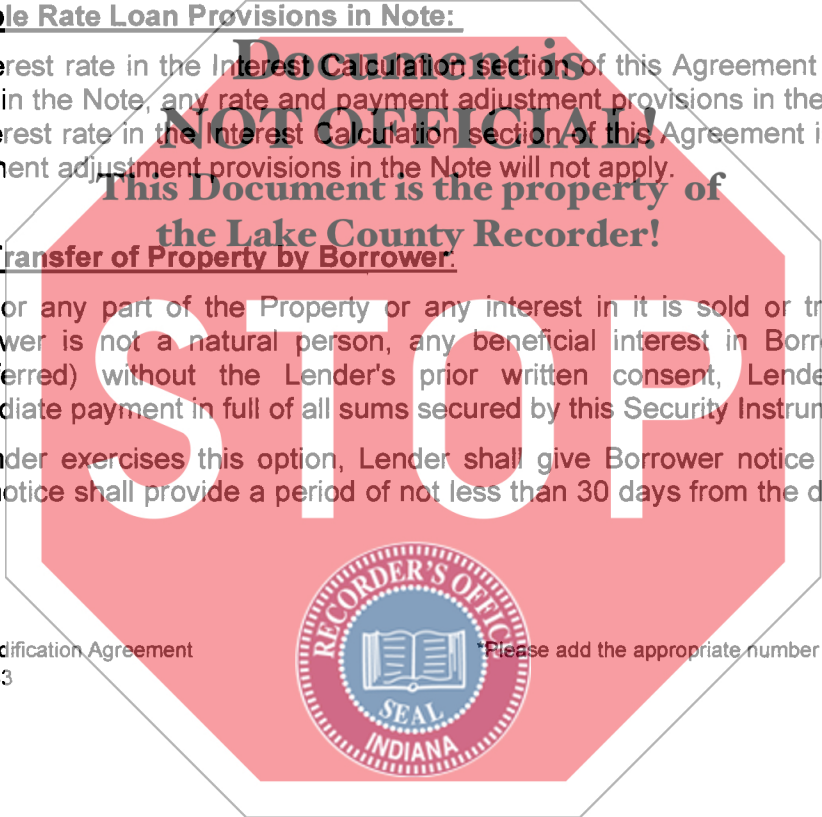 le Rate Loan Provisions in Note:
Document is
erest rate in the Interest Calculation section of this Agreement
in the Note, any rate and payment adjustment provisions in the
NOT OFFICIAL!
erest rate in the Interest Calculation section of this Agreement i
ent adjustment provisions in the Note will not apply.
This Document is the property of
the Lake County Recorder!
ransfer of Property by Borrower:
or any part of the Property or any interest in it is sold or tr
wer is not a natural person, any beneficial interest in Borr
erred) without the Lender's prior written consent, Lende
diate payment in full of all sums secured by this Security Instrum
STOP
der exercises this option, Lender shall give Borrower notice
otice shall provide a period of not less than 30 days from the d
RECORDER'S OFFICE
SEAL
INDIANA
dification Agreement
*Please add the appropriate number
3